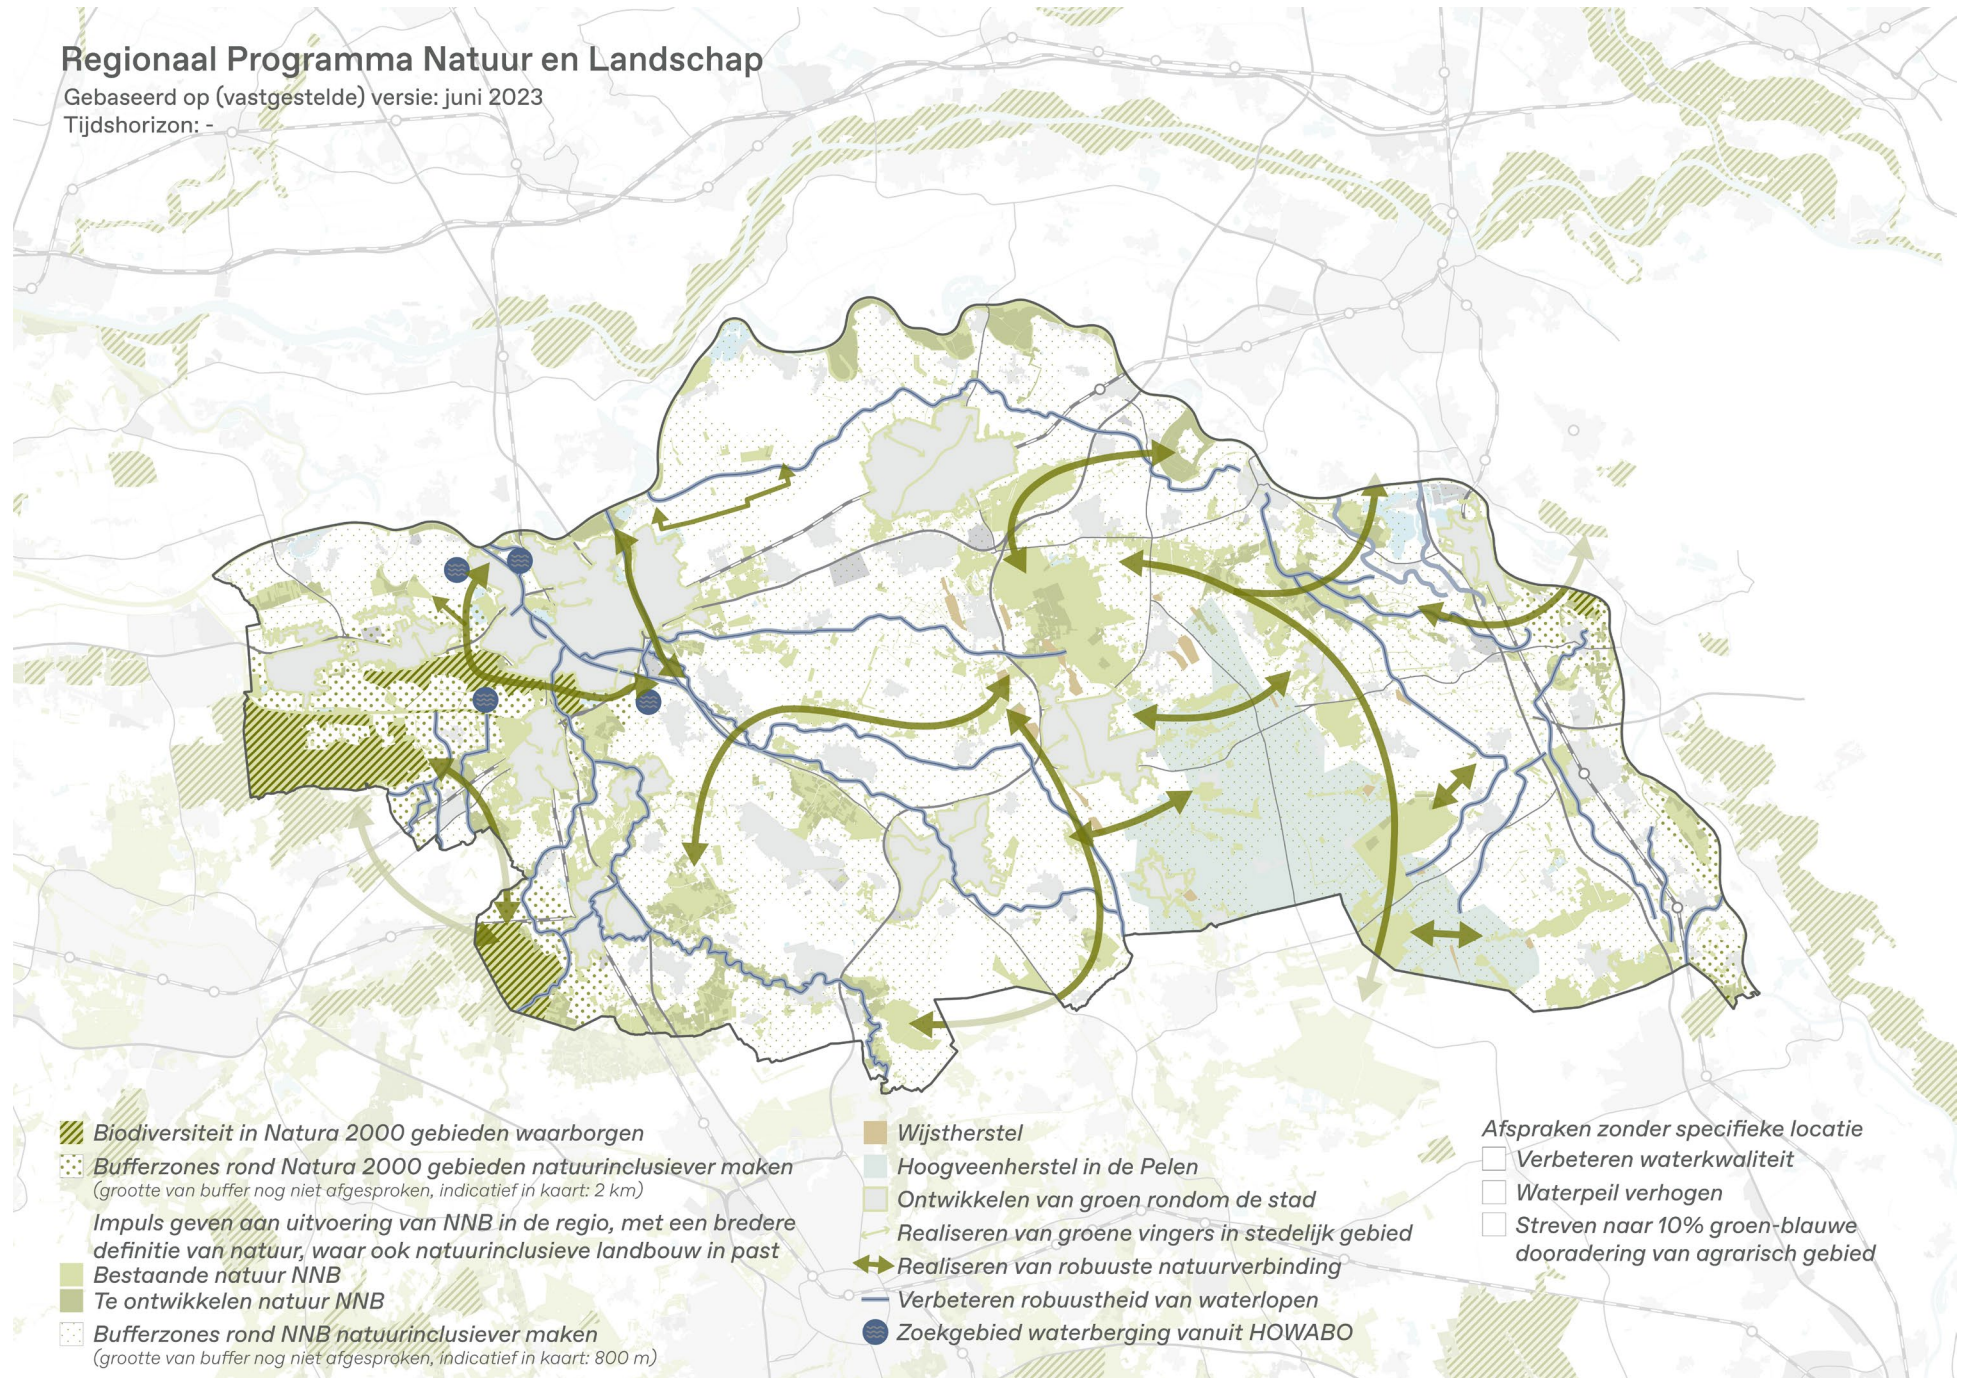 Regionaal Programma Natuur en Landschap
Gebaseerd op (vastgestelde) versie: juni 2023
Tijdshorizon: -
Biodiversiteit in Natura 2000 gebieden waarborgen
Bufferzones rond Natura 2000 gebieden natuurinclusiever maken
(grootte van buffer nog niet afgesproken, indicatief in kaart: 2 km)
Impuls geven aan uitvoering van NNB in de regio, met een bredere
definitie van natuur, waar ook natuurinclusieve landbouw in past
Bestaande natuur NNB
Te ontwikkelen natuur NNB
Bufferzones rond NNB natuurinclusiever maken
(grootte van buffer nog niet afgesproken, indicatief in kaart: 800 m)
Wijstherstel
Hoogveenherstel in de Pelen
Ontwikkelen van groen rondom de stad
Realiseren van groene vingers in stedelijk gebied
Realiseren van robuuste natuurverbinding
Verbeteren robuustheid van waterlopen
Zoekgebied waterberging vanuit HOWABO
Afspraken zonder specifieke locatie
Verbeteren waterkwaliteit
Waterpeil verhogen
Streven naar 10% groen-blauwe
dooradering van agrarisch gebied